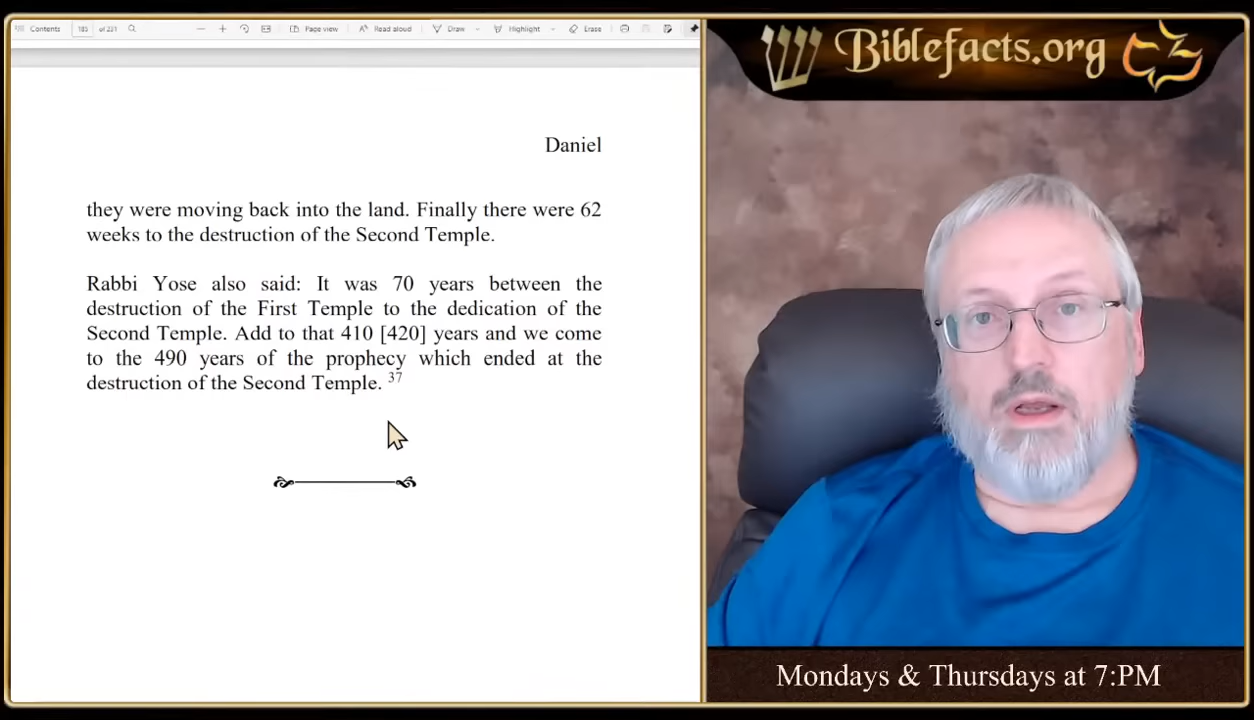 Contents
185
of 231
Page view
Read aloud
Draw
Highlight
Erase
Daniel
they were moving back into the land. Finally there were 62
weeks to the destruction of the Second Temple.
Rabbi Yose also said: It was 70 years between the
destruction of the First Temple to the dedication of the
Second Temple. Add to that 410 [420] years and we come
to the 490 years of the prophecy which ended at the
destruction of the Second Temple. 37
ש Biblefacts.org
Mondays & Thursdays at 7:PM